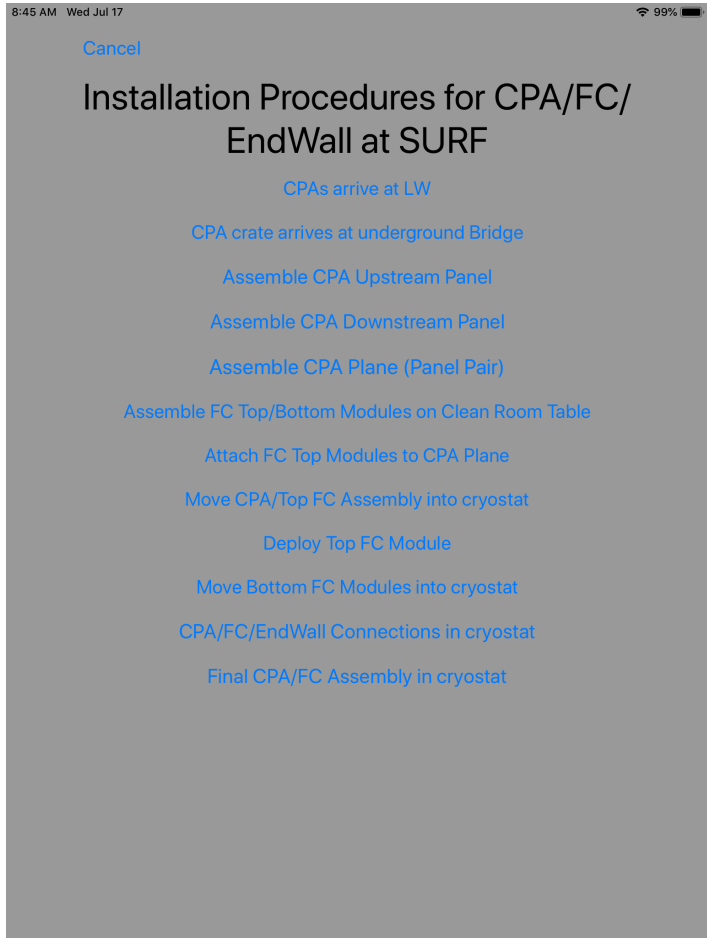 8:45 AM Wed Jul 17 99%
Cancel
Installation Procedures for CPA/FC/
EndWall at SURF
CPAs arrive at LW
CPA crate arrives at underground Bridge
Assemble CPA Upstream Panel
Assemble CPA Downstream Panel
Assemble CPA Plane (Panel Pair)
Assemble FC Top/Bottom Modules on Clean Room Table
Attach FC Top Modules to CPA Plane
Move CPA/Top FC Assembly into cryostat
Deploy Top FC Module
Move Bottom FC Modules into cryostat
CPA/FC/EndWall Connections in cryostat
Final CPA/FC Assembly in cryostat